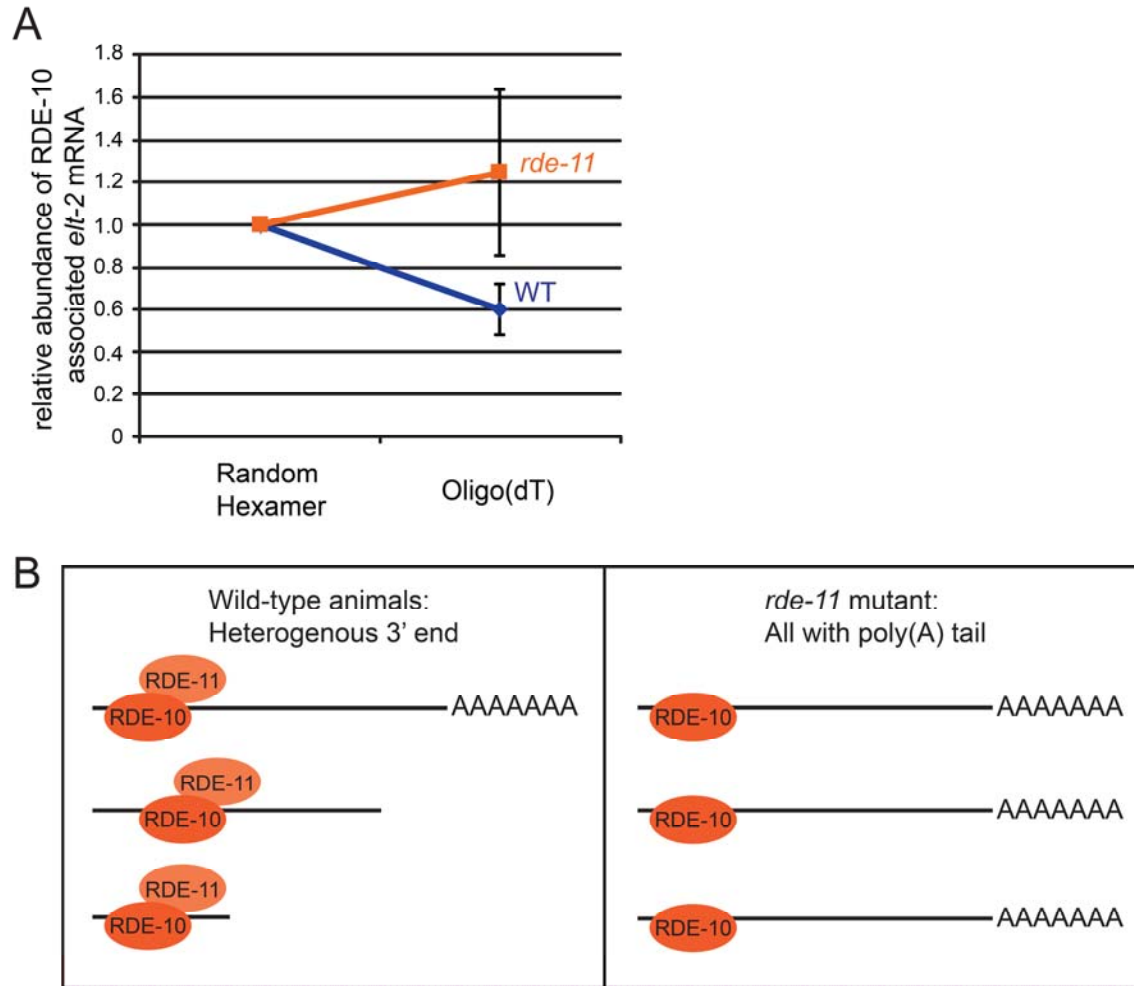 A
relative abundance of RDE-10
associated elt-2 mRNA
1.8
1.6
1.4
1.2
1.0
0.8
0.6
0.4
0.2
0
rde-11
WT
Random
Hexamer
Oligo(dT)
B
Wild-type animals:
Heterogenous 3' end
RDE-11
RDE-10
AAAAAAA
RDE-11
RDE-10
RDE-11
RDE-10
rde-11 mutant:
All with poly(A) tail
RDE-10
AAAAAAA
RDE-10
AAAAAAA
RDE-10
AAAAAAA